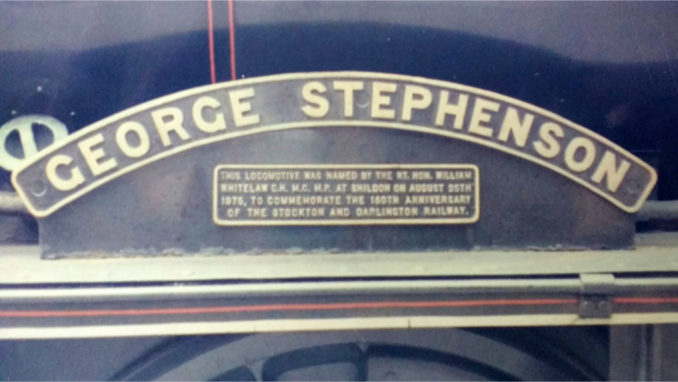 GEORGE STEPHENSON
THIS LOCOMOTIVE WAS NAMED BY THE RT. HON. WILLIAM
WHITELAW C.H. M.C. M.P. AT SHILDON ON AUGUST 25TH
1975, TO COMMEMORATE THE 150TH ANNIVERSARY
OF THE STOCKTON AND DARLINGTON RAILWAY.